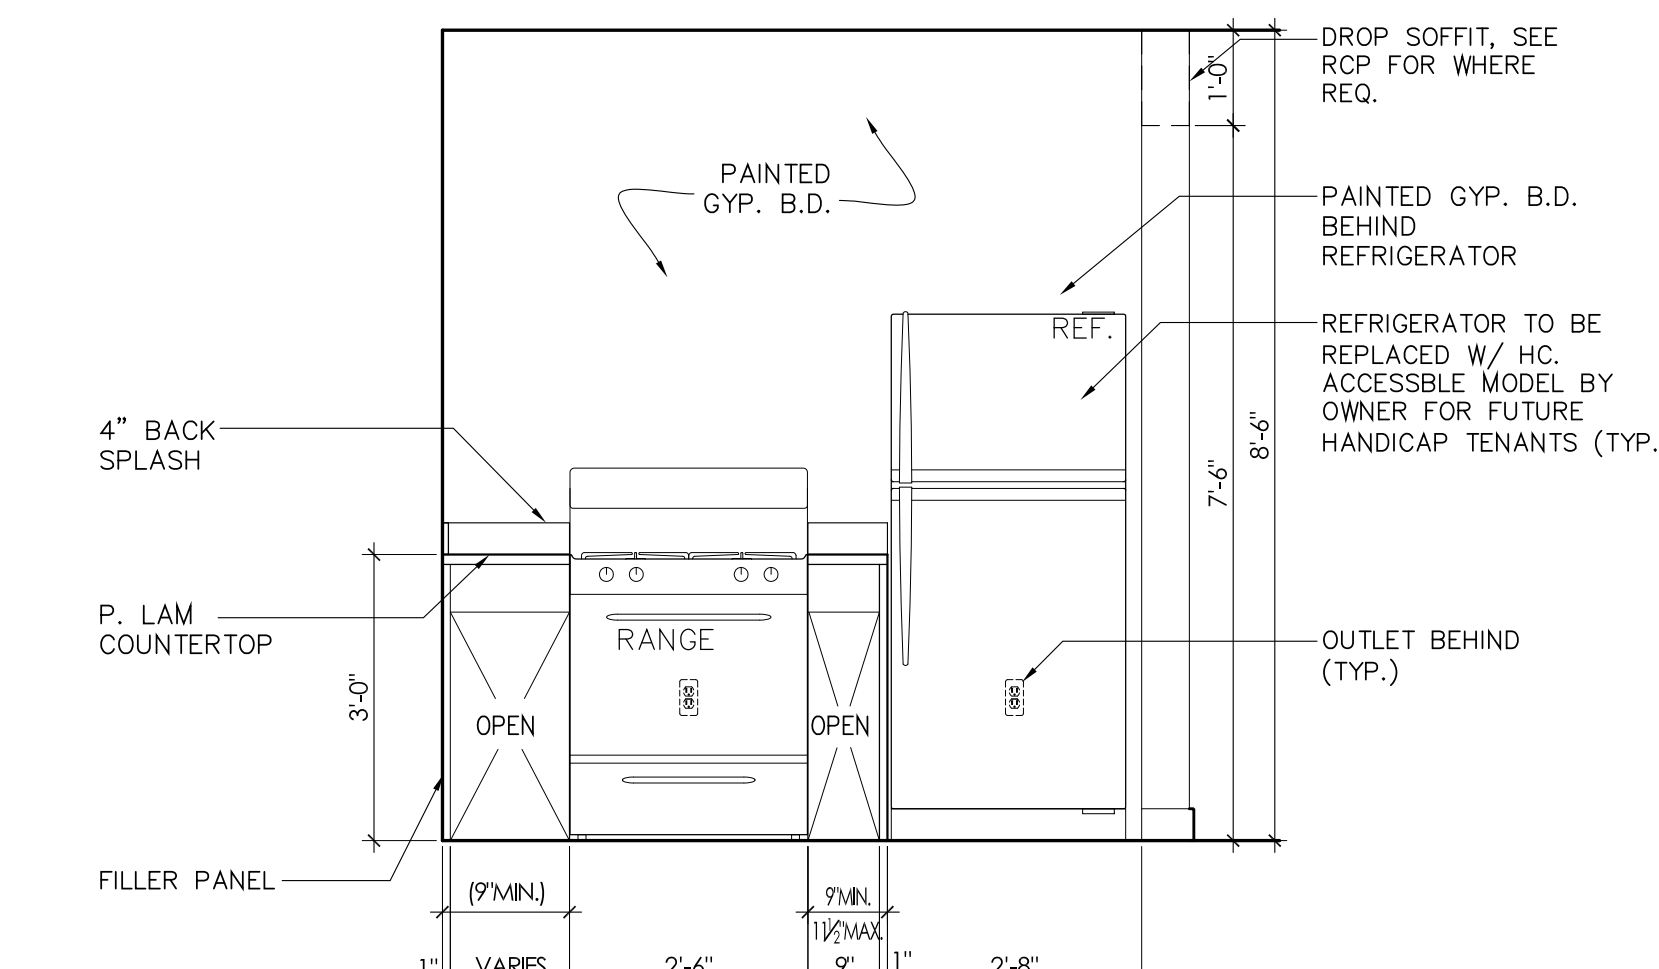 DROP SOFFIT, SEE
RCP FOR WHERE
REQ.
1'-0"
PAINTED
GYP. B.D.
PAINTED GYP. B.D.
BEHIND
REFRIGERATOR
REF.
REFRIGERATOR TO BE
REPLACED W/ HC.
ACCESSBLE MODEL BY
OWNER FOR FUTURE
HANDICAP TENANTS (TYP.
4” BACK
SPLASH
8'-6"
7'-6"
P. LAM
COUNTERTOP
RANGE
OUTLET BEHIND
(TYP.)
3'-0"
OPEN
OPEN
FILLER PANEL
(9"MIN.)
9"MIN.
11½"MAX.
1"
VARIES
2'-6"
9"
1"
2'-8"